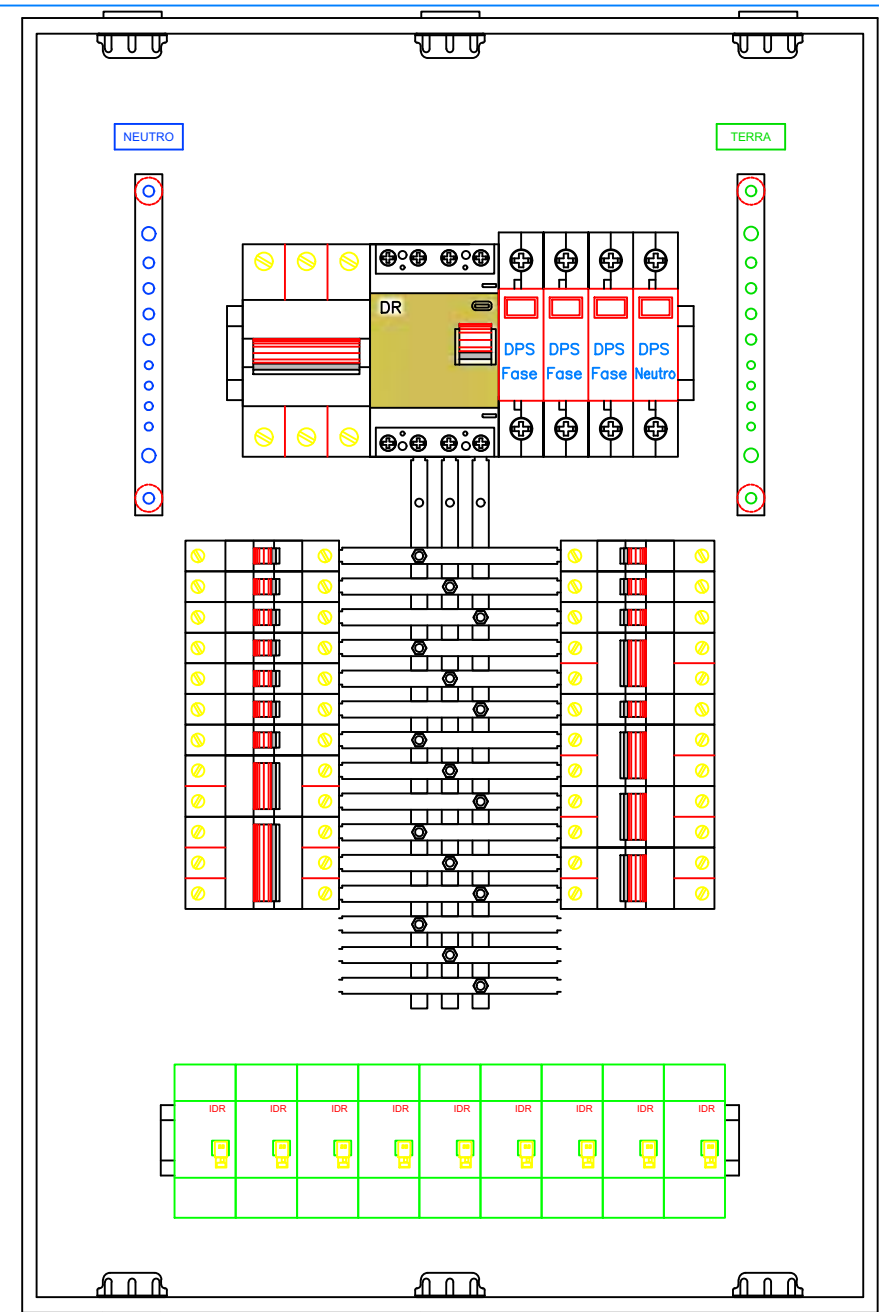 NEUTRO
TERRA
DR
DPS Fase
DPS Fase
DPS Fase
DPS Neutro
IDR
IDR
IDR
IDR
IDR
IDR
IDR
IDR
IDR